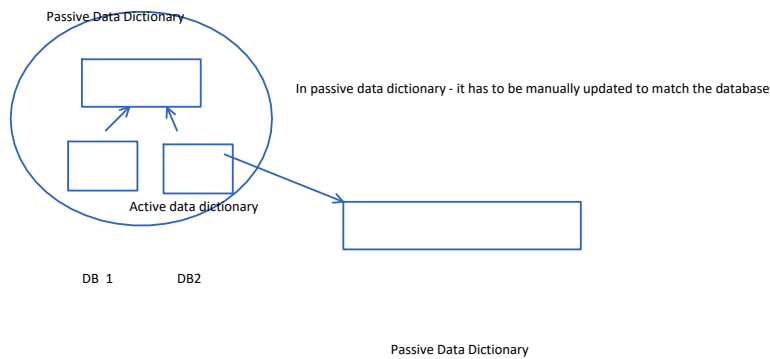 Passive Data Dictionary
In passive data dictionary - it has to be manually updated to match the database
Active data dictionary
DB 1 DB2
Passive Data Dictionary